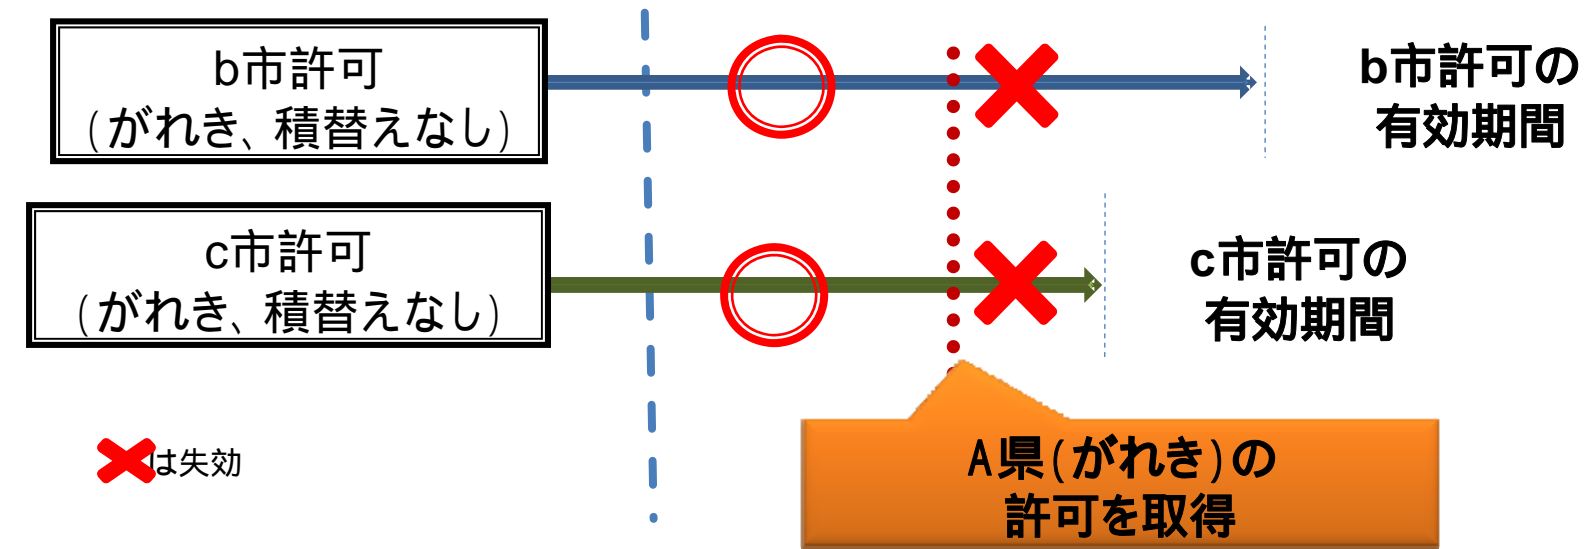 b市許可
(がれき、積替えなし)
b市許可の
有効期間
c市許可
(がれき、積替えなし)
c市許可の
有効期間
は失効
A県(がれき)の
許可を取得